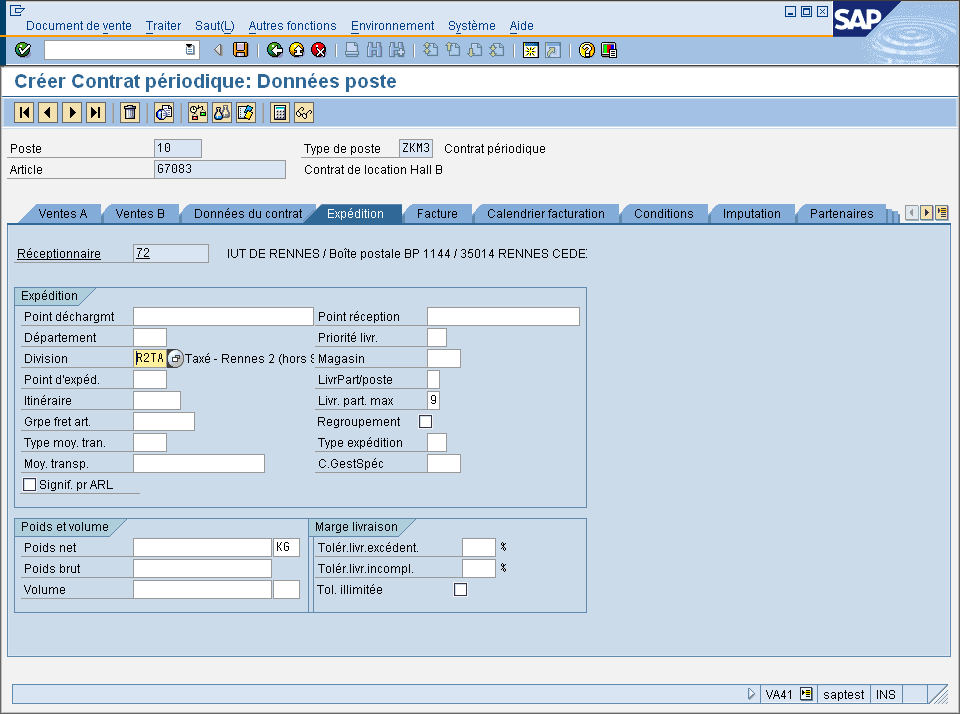 Document de vente Traiter Saut(L) Autres fonctions Environnement Système Aide
SAP
Créer Contrat périodique: Données poste
Poste 10 Type de poste ZKM3 Contrat périodique
Article G7083 Contrat de location Hall B
Ventes A Ventes B Données du contrat Expédition Facture Calendrier facturation Conditions Imputation Partenaires
Réceptionnaire 72 IUT DE RENNES / Boîte postale BP 1144 / 35014 RENNES CEDE
Expédition
Point déchargmt Point réception
Département Priorité livr.
Division R2TA Taxé - Rennes 2 (hors Magasin
Point d'expéd. LivrPart/poste
Itinéraire Livr. part. max 9
Grpe fret art. Regroupement
Type moy. tran. Type expédition
Moy. transp. C.GestSpéc
Signif. pr ARL
Poids et volume Marge livraison
Poids net KG Tolér.livr.excédent. %
Poids brut Tolér.livr.incompl. %
Volume Tol. illimitée
VA41 saptest INS